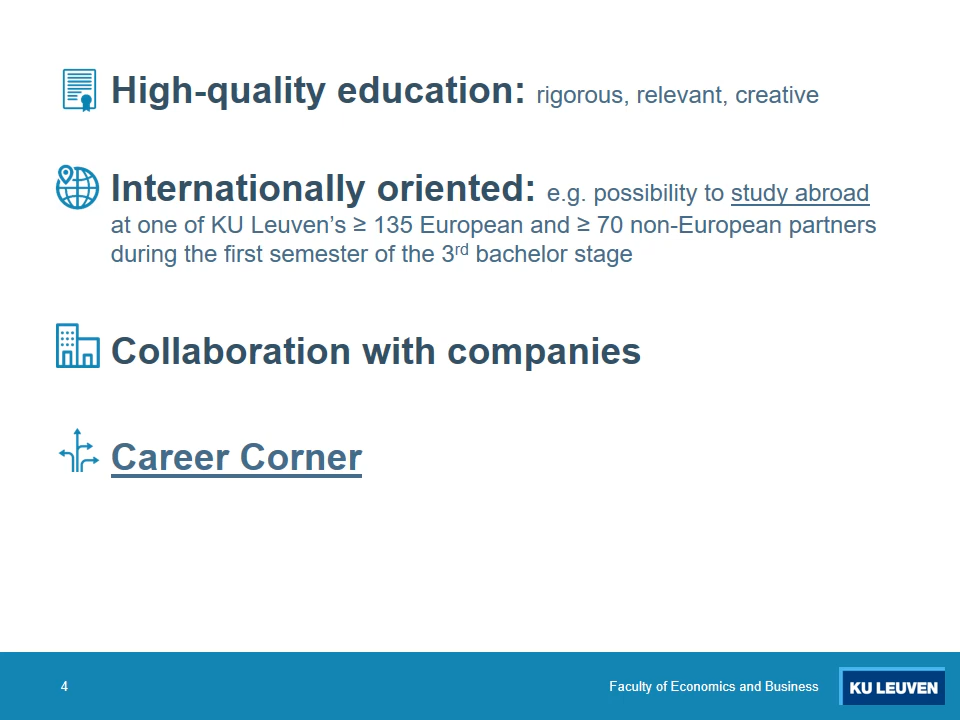 High-quality education: rigorous, relevant, creative
Internationally oriented: e.g. possibility to study abroad
at one of KU Leuven’s ≥ 135 European and ≥ 70 non-European partners
during the first semester of the 3rd bachelor stage
Collaboration with companies
Career Corner
4
Faculty of Economics and Business
KU LEUVEN